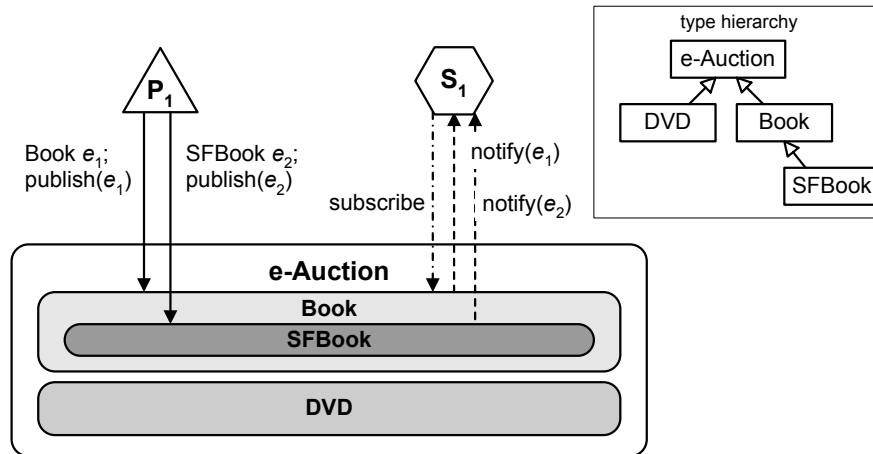 type hierarchy
e-Auction
DVD
Book
SFBook
P1
S1
Book e1;
publish(e1)
SFBook e2;
publish(e2)
subscribe
notify(e1)
notify(e2)
e-Auction
Book
SFBook
DVD